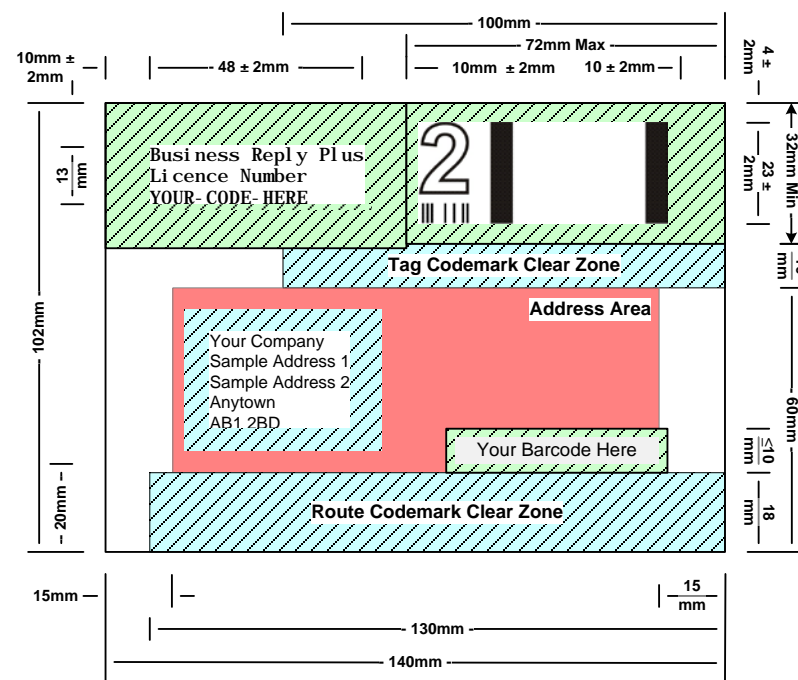 100mm
72mm Max
10mm ±
2mm
48 ± 2mm
10mm ± 2mm
10 ± 2mm
4 ±
2mm
Business Reply Plus
Licence Number
YOUR-CODE-HERE
2
13
mm
23 ±
2mm
32mm Min
Tag Codemark Clear Zone
mm
Address Area
102mm
Your Company
Sample Address 1
Sample Address 2
Anytown
AB1 2BD
60mm
Your Barcode Here
≤10
mm
20mm
Route Codemark Clear Zone
18
mm
15mm
15
mm
130mm
140mm